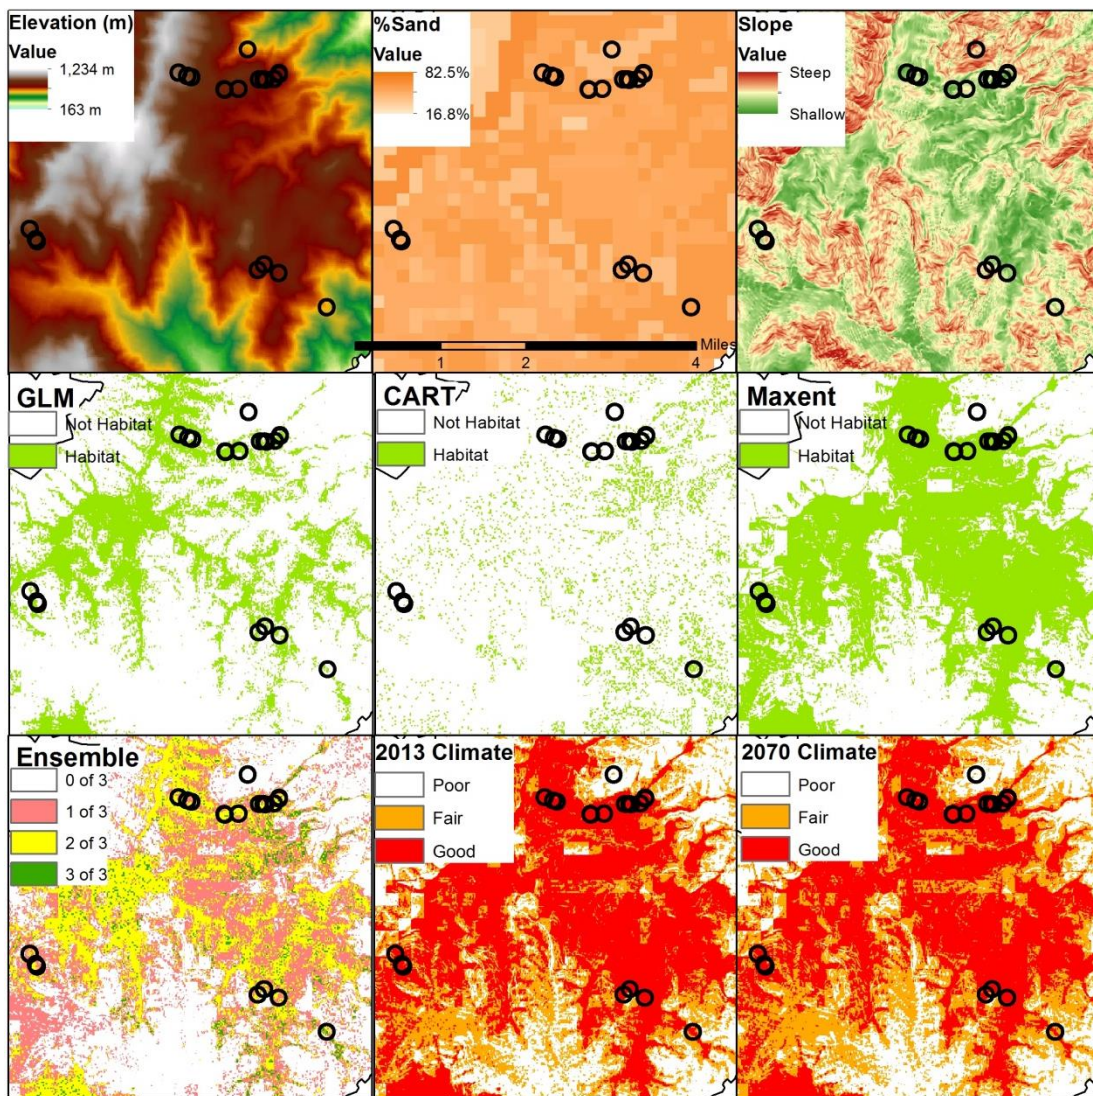 Elevation (m)
Value
1,234 m
163 m
%Sand
Value
82.5%
16.8%
Slope
Value
Steep
Shallow
Miles
0 1 2 4
GLM
Not Habitat
Habitat
CART
Not Habitat
Habitat
Maxent
Not Habitat
Habitat
Ensemble
0 of 3
1 of 3
2 of 3
3 of 3
2013 Climate
Poor
Fair
Good
2070 Climate
Poor
Fair
Good